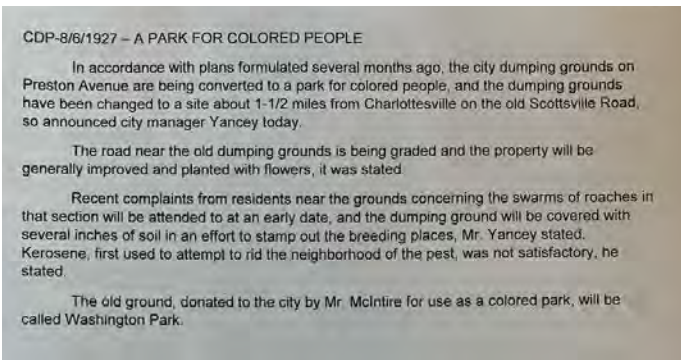 CDP-8/6/1927 – A PARK FOR COLORED PEOPLE
In accordance with plans formulated several months ago, the city dumping grounds on
Preston Avenue are being converted to a park for colored people, and the dumping grounds
have been changed to a site about 1-1/2 miles from Charlottesville on the old Scottsville Road,
so announced city manager Yancey today.
The road near the old dumping grounds is being graded and the property will be
generally improved and planted with flowers, it was stated.
Recent complaints from residents near the grounds concerning the swarms of roaches in
that section will be attended to at an early date, and the dumping ground will be covered with
several inches of soil in an effort to stamp out the breeding places, Mr. Yancey stated.
Kerosene, first used to attempt to rid the neighborhood of the pest, was not satisfactory, he
stated.
The old ground, donated to the city by Mr. McIntire for use as a colored park, will be
called Washington Park.